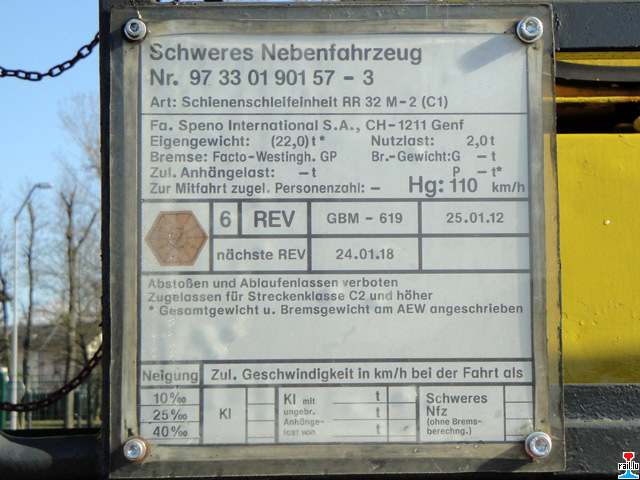 Schweres Nebenfahrzeug
Nr. 97 33 01 901 57 - 3
Art: Schienenschleifeinheit RR 32 M-2 (C1)
Fa. Speno International S.A., CH-1211 Genf
Eigengewicht: (22,0) t* Nutzlast: 2,0 t
Bremse: Facto-Westingh. GP Br.-Gewicht: G - t
Zul. Anhängelast: - t P - t*
Zur Mitfahrt zugel. Personenzahl: - Hg: 110 km/h
6 REV GBM - 619 25.01.12
nächste REV 24.01.18
Abstoßen und Ablaufenlassen verboten
Zugelassen für Streckenklasse C2 und höher
* Gesamtgewicht u. Bremsgewicht am AEW angeschrieben
Neigung Zul. Geschwindigkeit in km/h bei der Fahrt als
10‰ Kl Kl mit t Schweres
25‰ ungebr. t Nfz
40‰ Anhänge- (ohne Brems-
last von t berechng.)
rail.lu